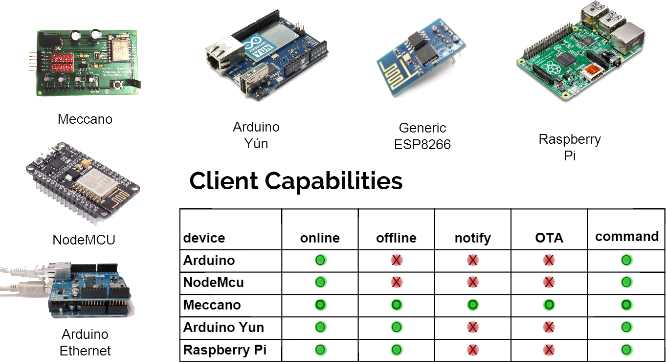 Meccano
Arduino
Yún
Generic
ESP8266
Raspberry
Pi
NodeMCU
Arduino
Ethernet
Client Capabilities
device online offline notify OTA command
Arduino X X X
NodeMcu X X X
Meccano
Arduino Yun X X
Raspberry Pi X X